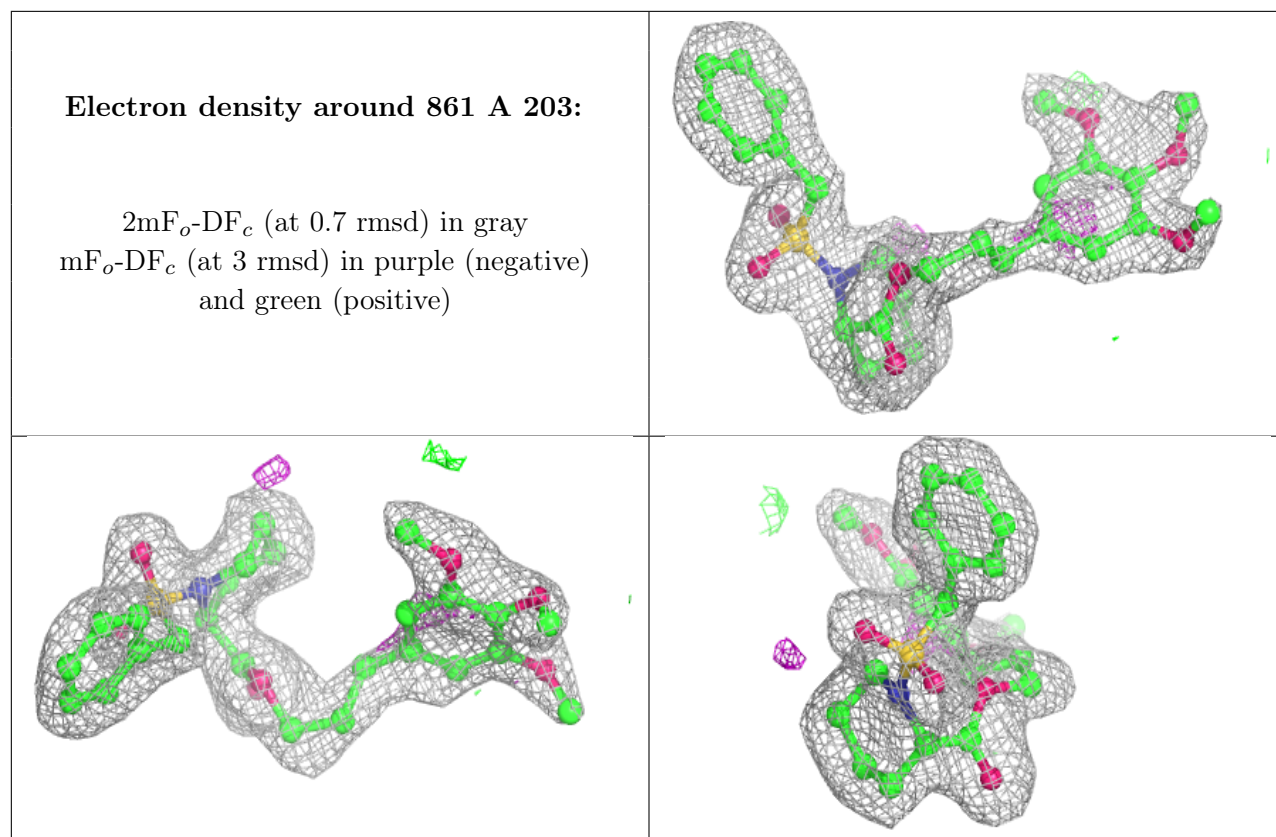 Electron density around 861 A 203:
2mFo-DFc (at 0.7 rmsd) in gray
mFo-DFc (at 3 rmsd) in purple (negative)
and green (positive)